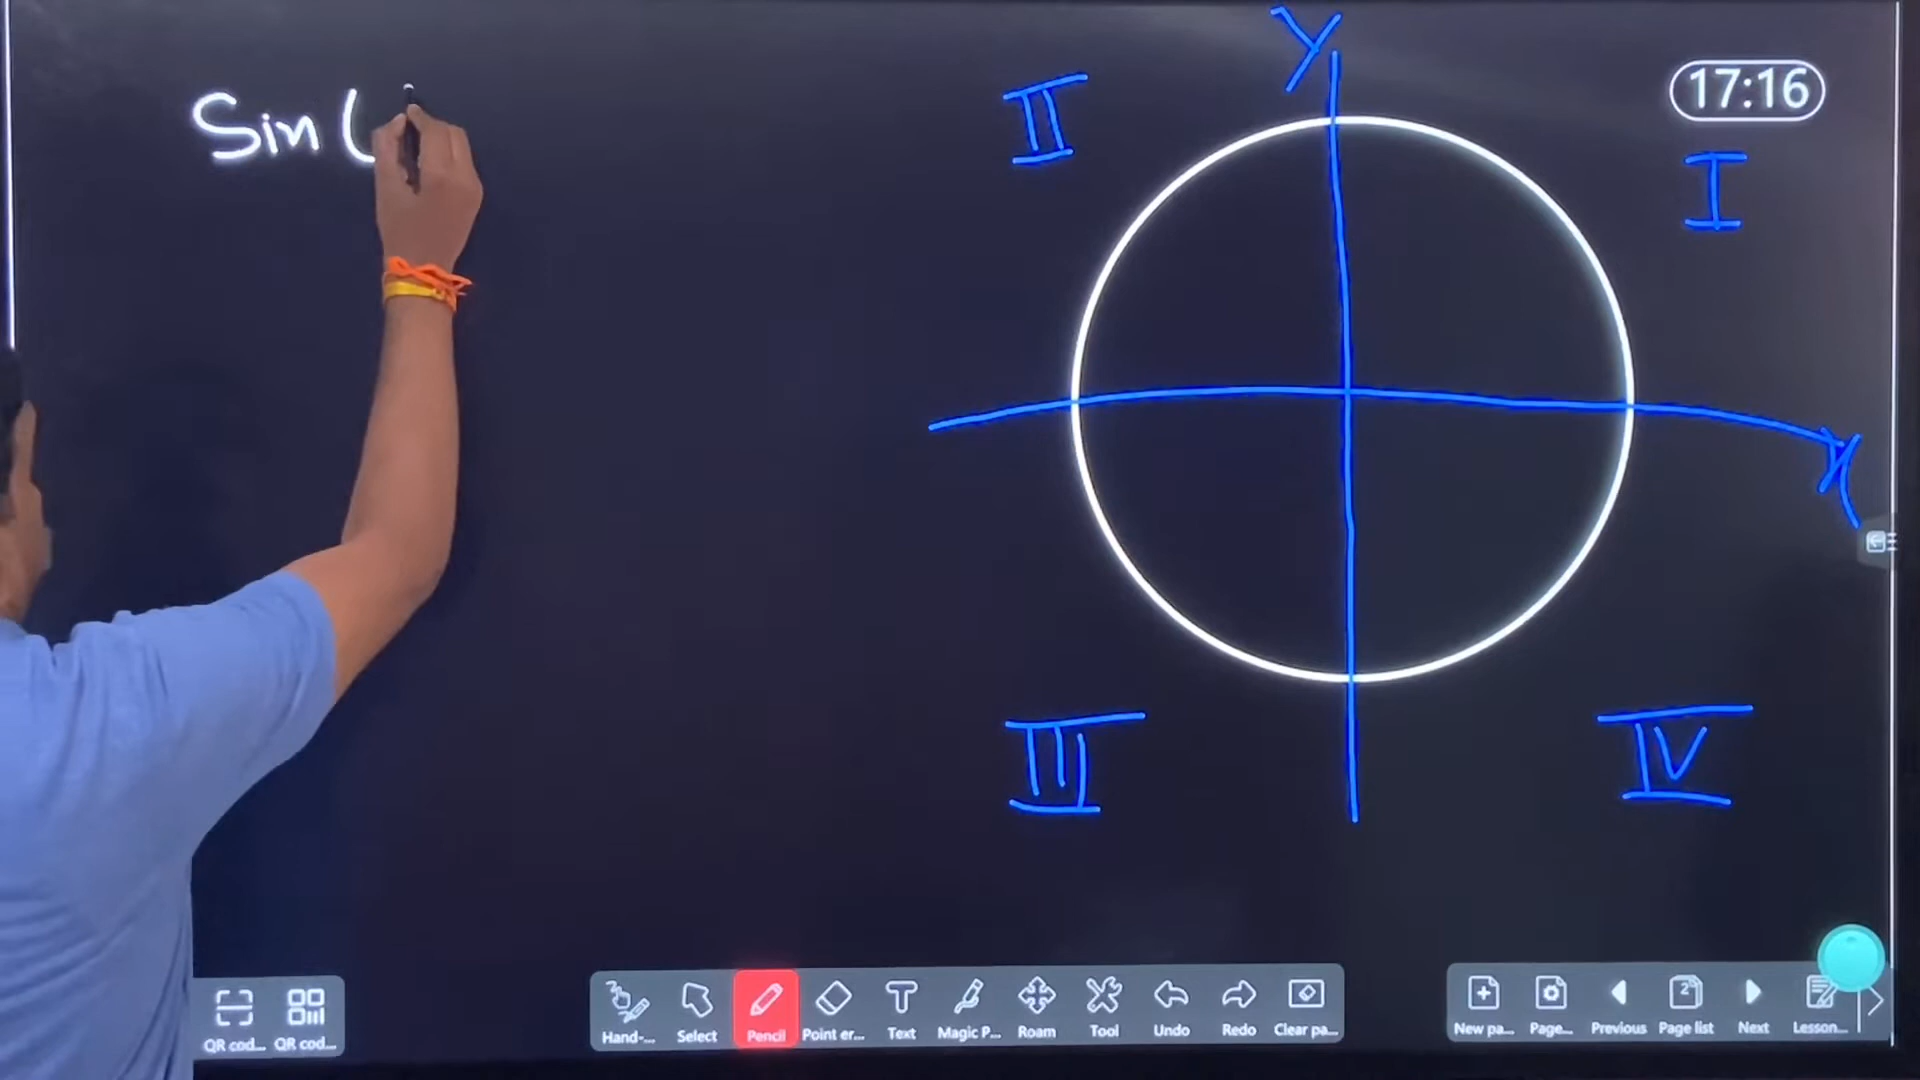 Sin (
Y
II
17:16
I
X
III
IV
QR cod... QR cod...
Hand-... Select Pencil Point er... Text Magic P... Roam Tool Undo Redo Clear pa...
New pa... Page... Previous Page list Next Lesson...
2